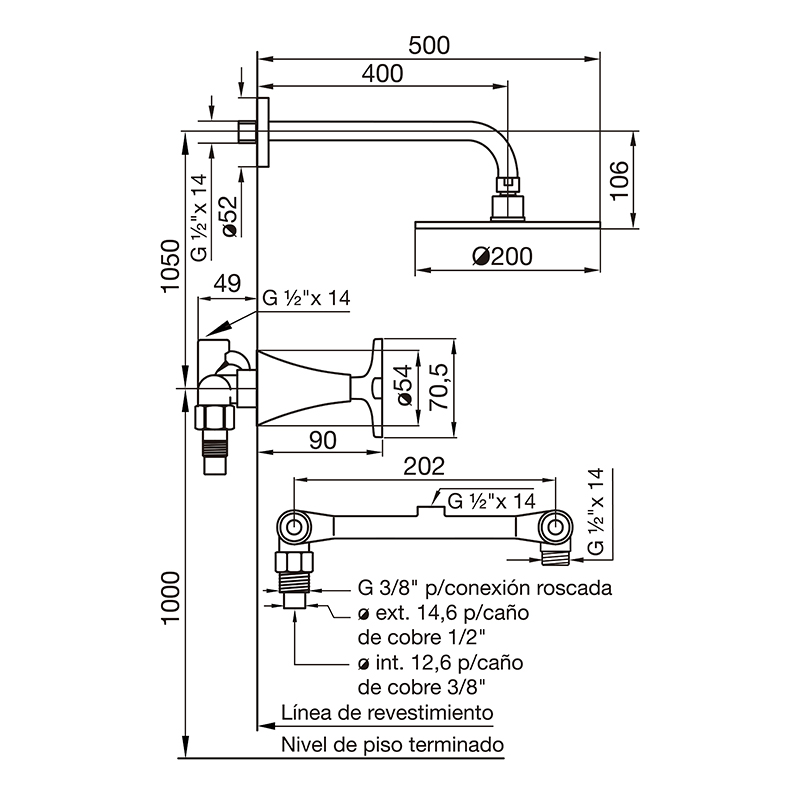 500
400
106
G ½"x 14
ø52
1050
ø200
49
G ½"x 14
ø54
70,5
90
202
G ½"x 14
G ½"x 14
1000
G 3/8" p/conexión roscada
ø ext. 14,6 p/caño
de cobre 1/2"
ø int. 12,6 p/caño
de cobre 3/8"
Línea de revestimiento
Nivel de piso terminado